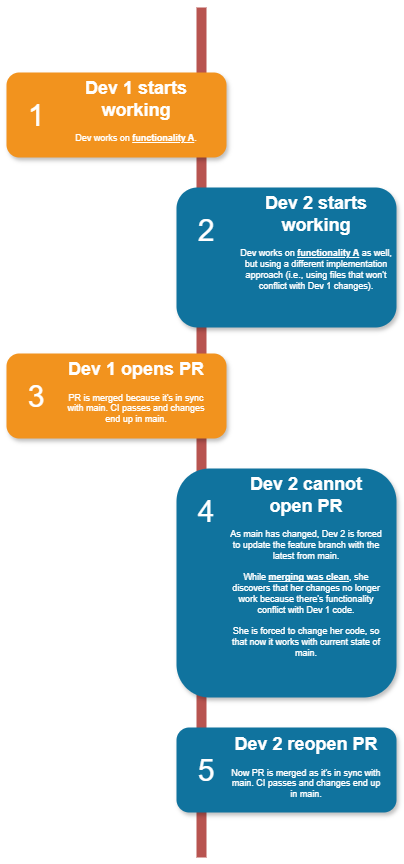 1
Dev 1 starts
working
Dev works on functionality A.
2
Dev 2 starts
working
Dev works on functionality A as well,
but using a different implementation
approach (i.e., using files that won't
conflict with Dev 1 changes).
3
Dev 1 opens PR
PR is merged because it's in sync
with main. CI passes and changes
end up in main.
4
Dev 2 cannot
open PR
As main has changed, Dev 2 is forced
to update the feature branch with the
latest from main.
While merging was clean, she
discovers that her changes no longer
work because there's functionality
conflict with Dev 1 code.
She is forced to change her code, so
that now it works with current state of
main.
5
Dev 2 reopen PR
Now PR is merged as it's in sync with
main. CI passes and changes end up
in main.